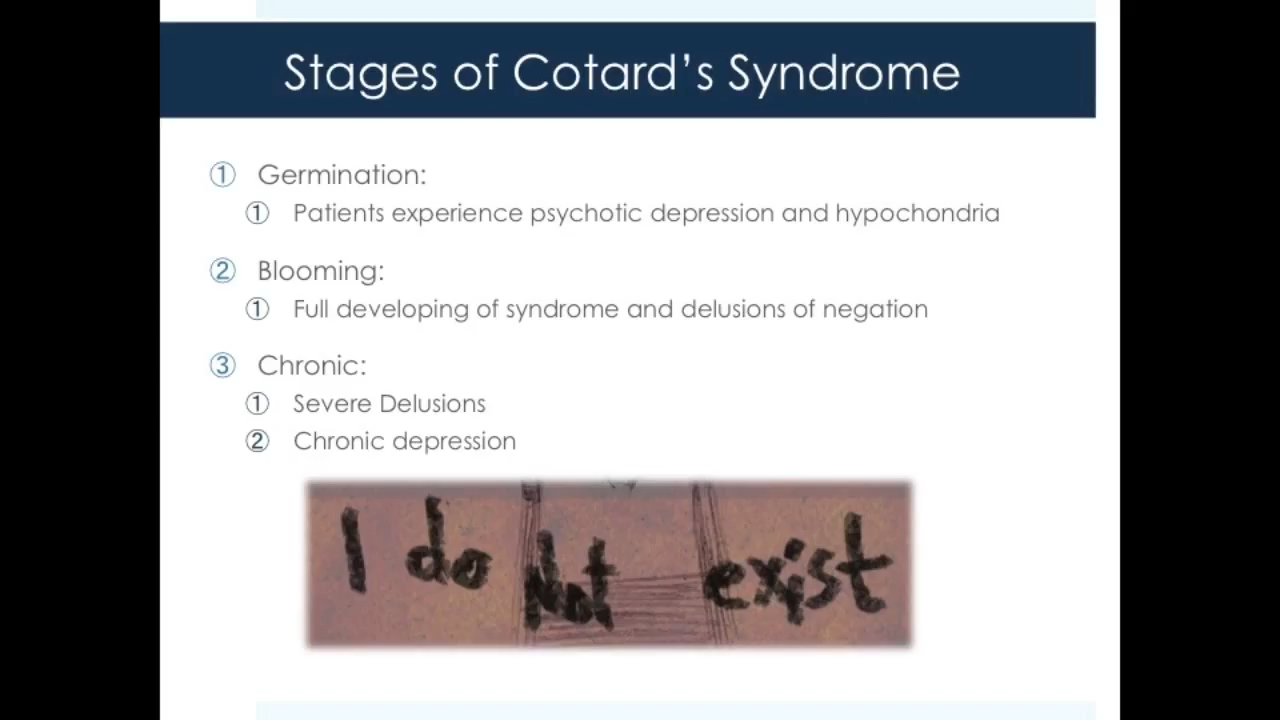 Stages of Cotard's Syndrome
① Germination:
① Patients experience psychotic depression and hypochondria
② Blooming:
① Full developing of syndrome and delusions of negation
③ Chronic:
① Severe Delusions
② Chronic depression
I do Not exist